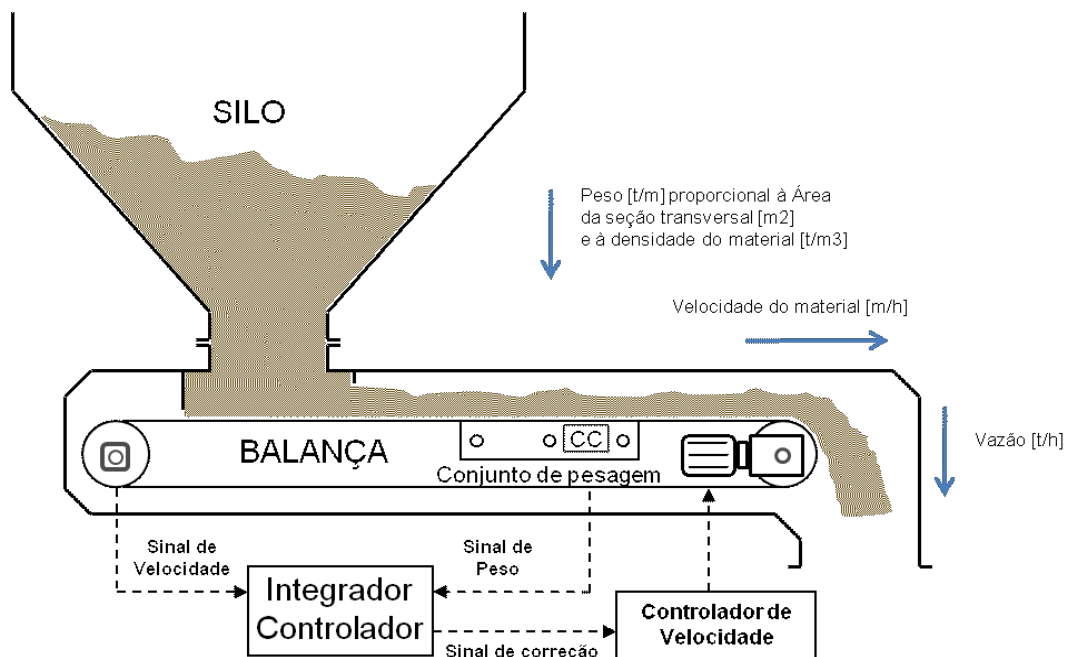 SILO
Peso [t/m] proporcional à Área
da seção transversal [m2]
e à densidade do material [t/m3]
Velocidade do material [m/h]
Vazão [t/h]
BALANÇA
CC
Conjunto de pesagem
Sinal de
Velocidade
Sinal de
Peso
Integrador
Controlador
Sinal de correção
Controlador de
Velocidade